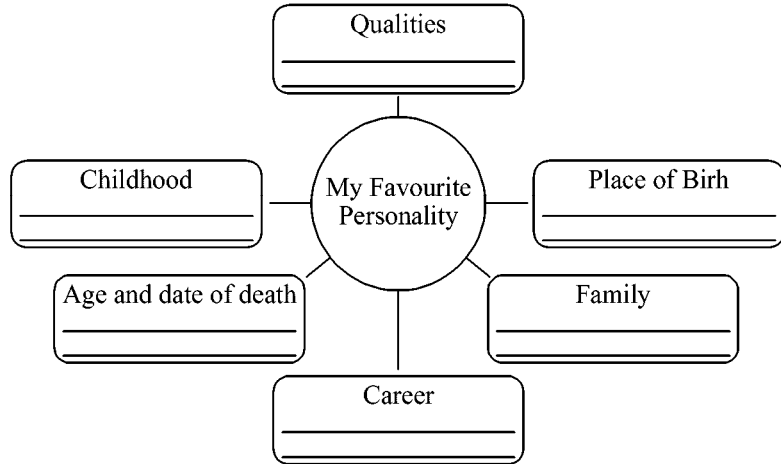 Qualities
Childhood
My Favourite
Personality
Place of Birh
Age and date of death
Family
Career